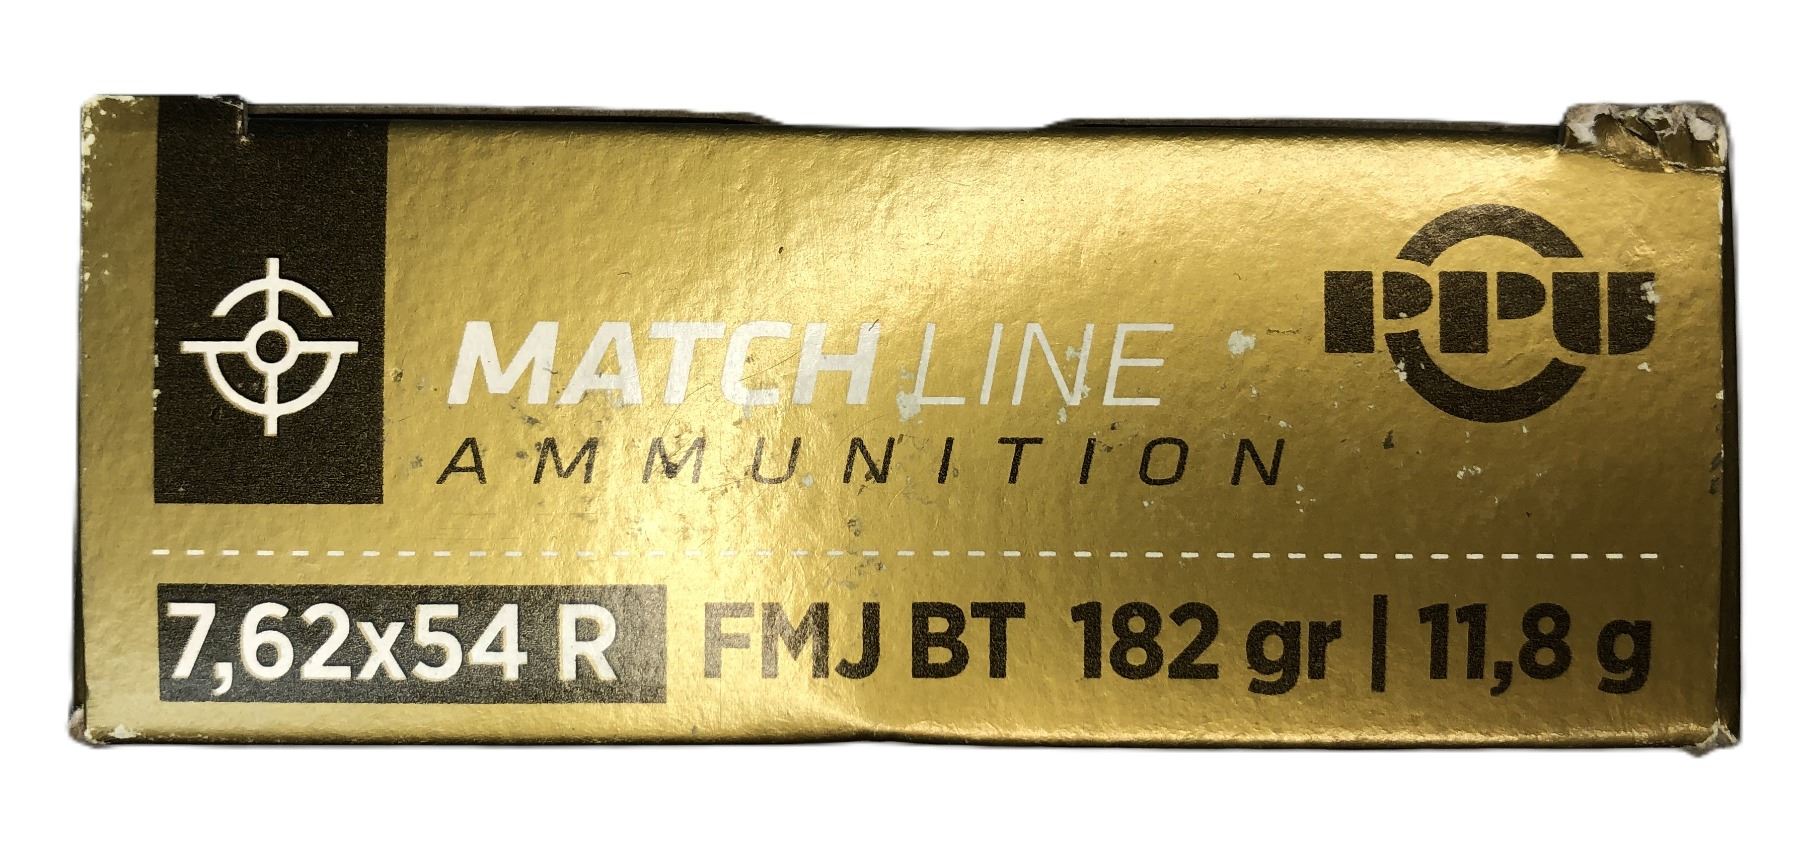 PPU
MATCH LINE
AMMUNITION
7,62x54 R FMJ BT 182 gr | 11,8 g